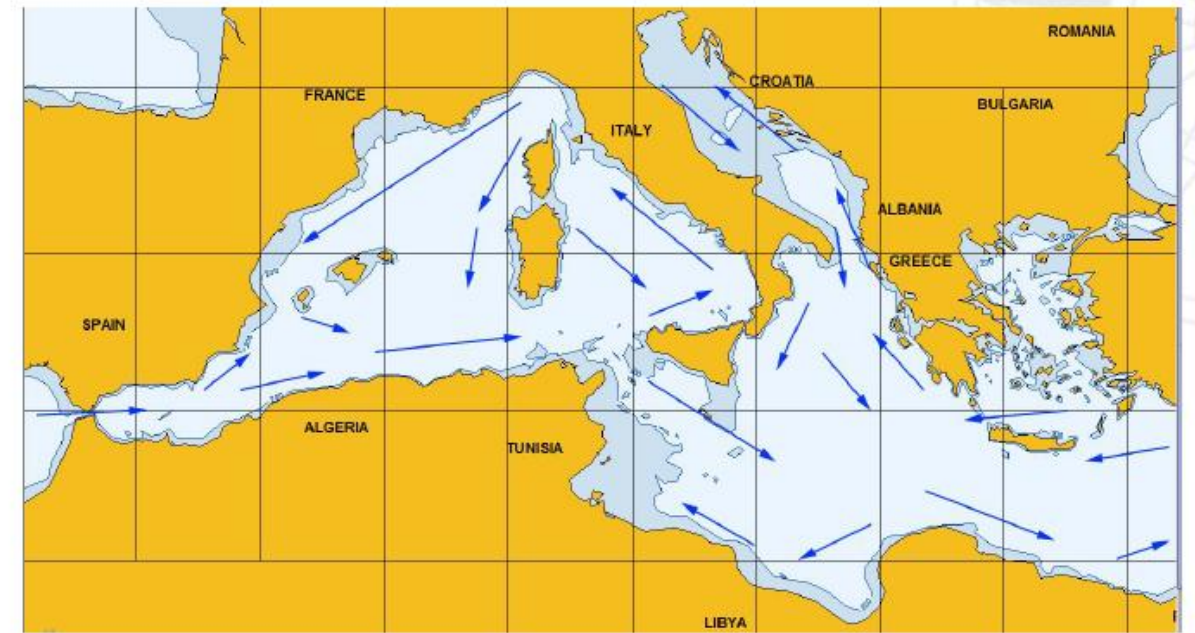 ROMANIA
CROATIA
FRANCE
BULGARIA
ITALY
ALBANIA
GREECE
SPAIN
ALGERIA
TUNISIA
LIBYA